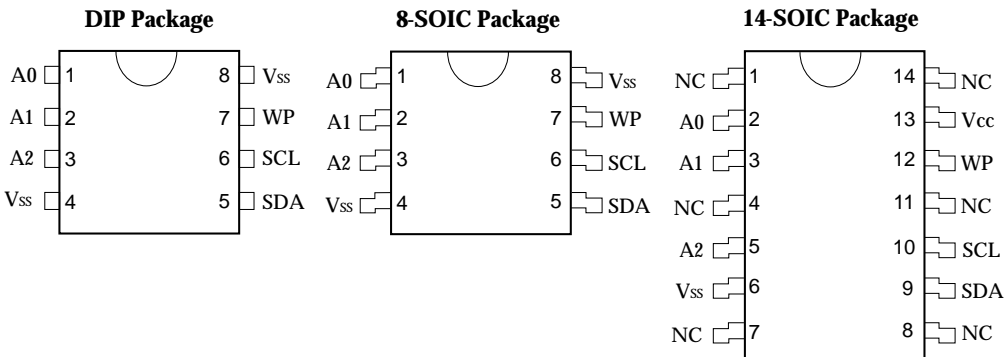 DIP Package
A0 1 8 Vss
A1 2 7 WP
A2 3 6 SCL
Vss 4 5 SDA
8-SOIC Package
A0 1 8 Vss
A1 2 7 WP
A2 3 6 SCL
Vss 4 5 SDA
14-SOIC Package
NC 1 14 NC
A0 2 13 Vcc
A1 3 12 WP
NC 4 11 NC
A2 5 10 SCL
Vss 6 9 SDA
NC 7 8 NC